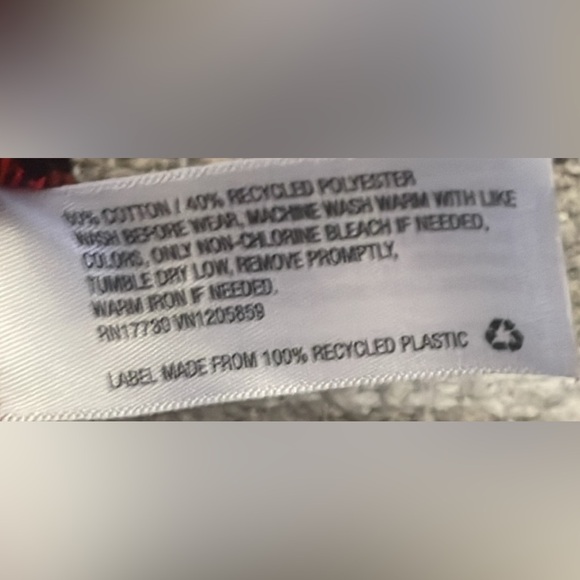 60% COTTON / 40% RECYCLED POLYESTER
WASH BEFORE WEAR, MACHINE WASH WARM WITH LIKE
COLORS, ONLY NON-CHLORINE BLEACH IF NEEDED,
TUMBLE DRY LOW, REMOVE PROMPTLY,
WARM IRON IF NEEDED.
RN17730 VN1205859
LABEL MADE FROM 100% RECYCLED PLASTIC